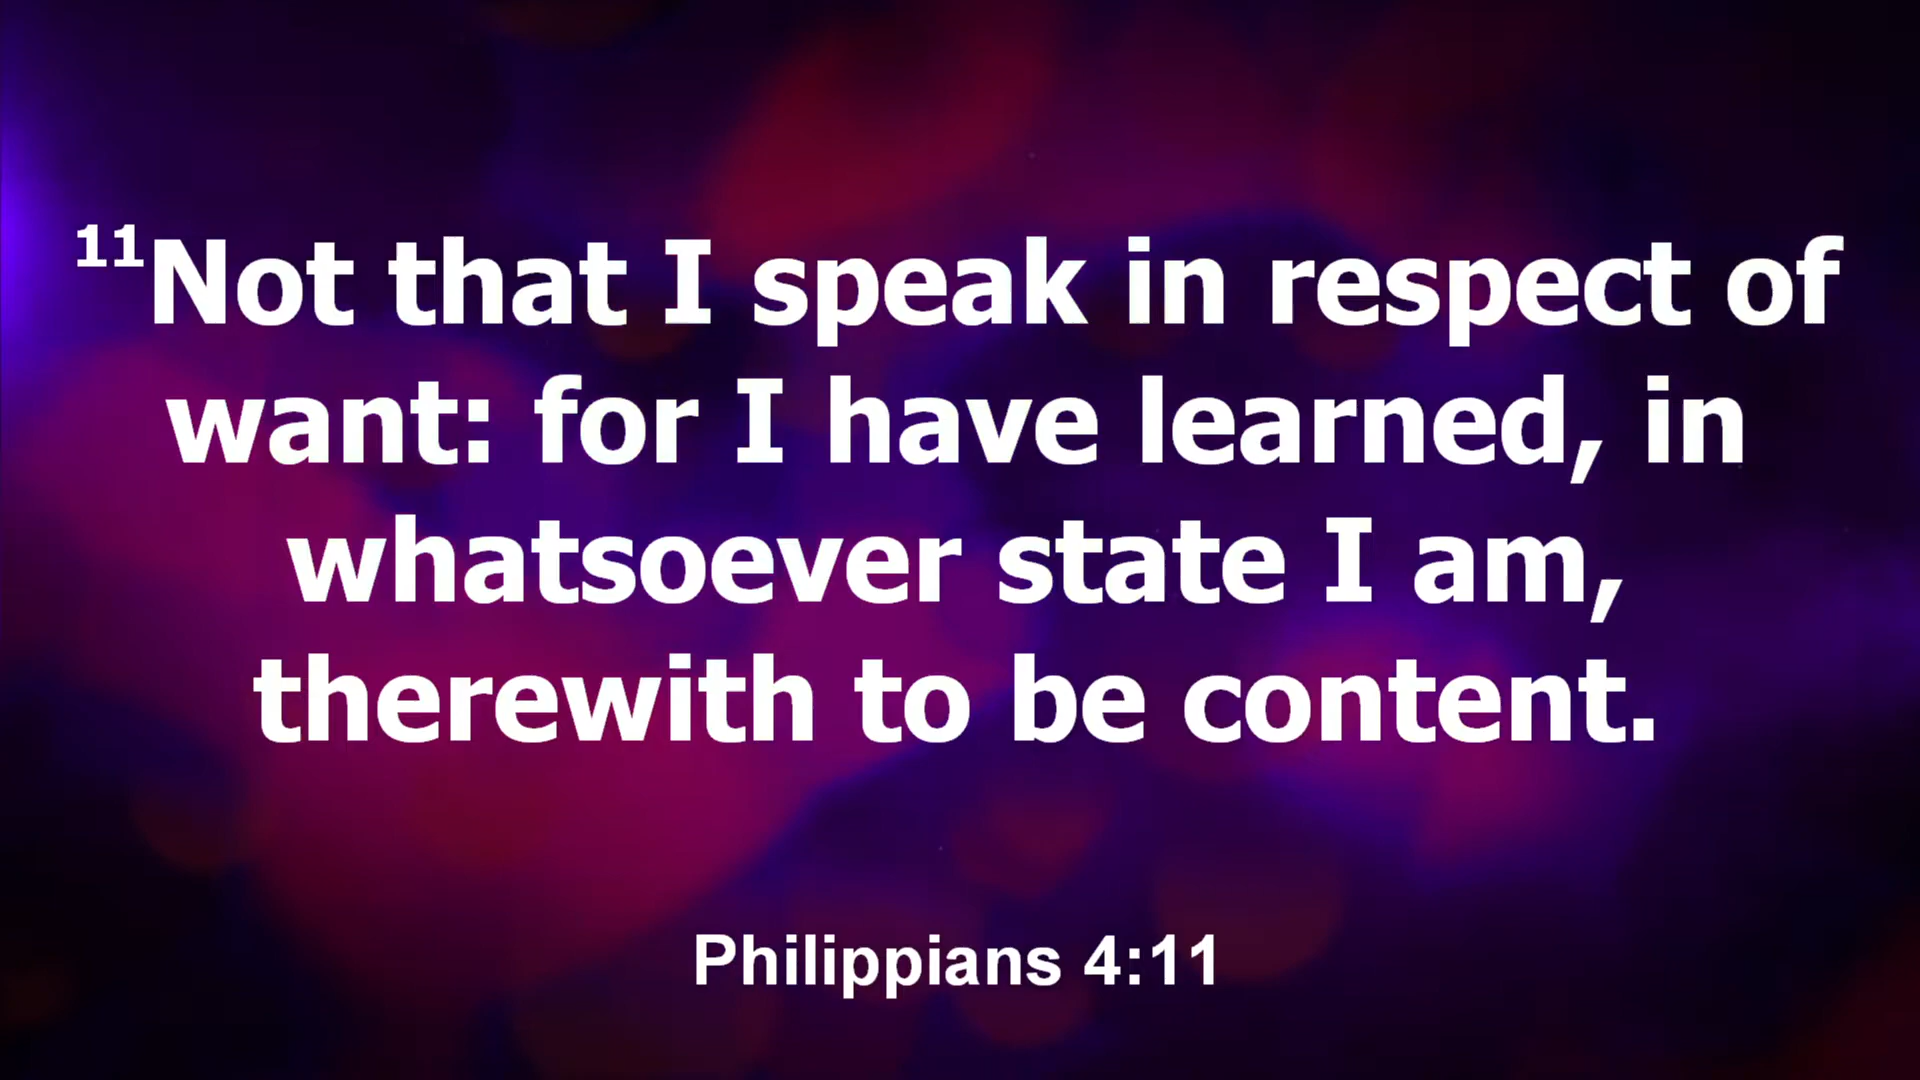 11Not that I speak in respect of
want: for I have learned, in
whatsoever state I am,
therewith to be content.
Philippians 4:11